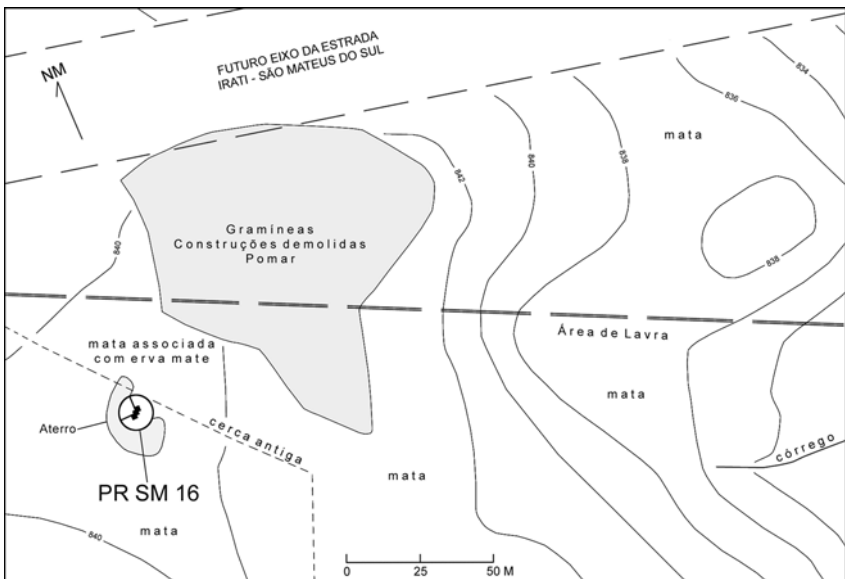 FUTURO EIXO DA ESTRADA
IRATI - SÃO MATEUS DO SUL
NM
834
836
mata
842
840
838
Gramíneas
Construções demolidas
Pomar
840
838
Área de Lavra
mata associada
com erva mate
mata
Aterro
cerca antiga
córrego
mata
PR SM 16
mata
840
0 25 50 M